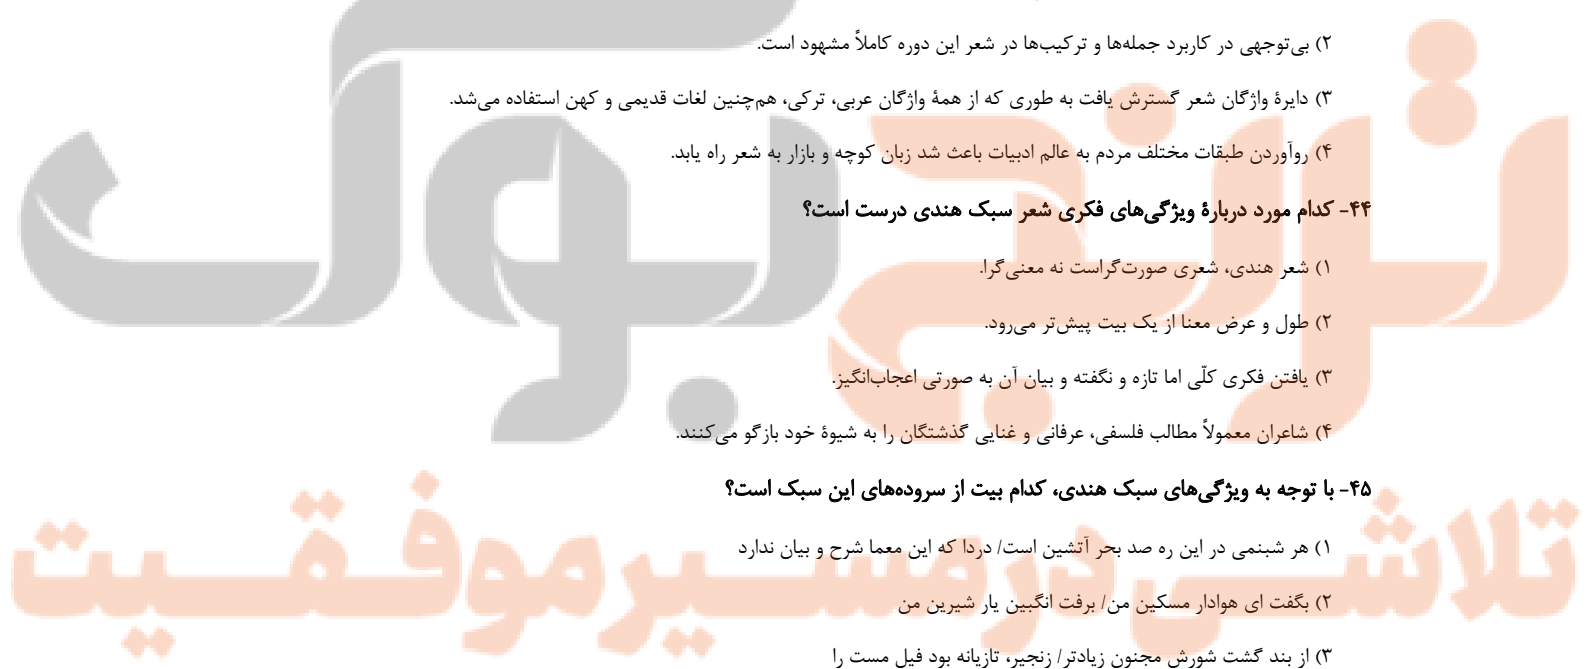 ۲) بی‌توجهی در کاربرد جمله‌ها و ترکیب‌ها در شعر این دوره کاملاً مشهود است.
۳) دایرهٔ واژگان شعر گسترش یافت به طوری که از همهٔ واژگان عربی، ترکی، هم‌چنین لغات قدیمی و کهن استفاده می‌شد.
۴) روآوردن طبقات مختلف مردم به عالم ادبیات باعث شد زبان کوچه و بازار به شعر راه یابد.
۴۴- کدام مورد دربارهٔ ویژگی‌های فکری شعر سبک هندی درست است؟
۱) شعر هندی، شعری صورت‌گراست نه معنی‌گرا.
۲) طول و عرض معنا از یک بیت پیش‌تر می‌رود.
۳) یافتن فکری کلّی اما تازه و نگفته و بیان آن به صورتی اعجاب‌انگیز.
۴) شاعران معمولاً مطالب فلسفی، عرفانی و غنایی گذشتگان را به شیوهٔ خود بازگو می‌کنند.
۴۵- با توجه به ویژگی‌های سبک هندی، کدام بیت از سروده‌های این سبک است؟
۱) هر شبنمی در این ره صد بحر آتشین است/ دردا که این معما شرح و بیان ندارد
۲) بگفت ای هوادار مسکین من/ برفت انگبین یار شیرین من
۳) از بند گشت شورش مجنون زیادتر/ زنجیر، تازیانه بود فیل مست را
ترنج بوک
تلاشی در مسیر موفقیت